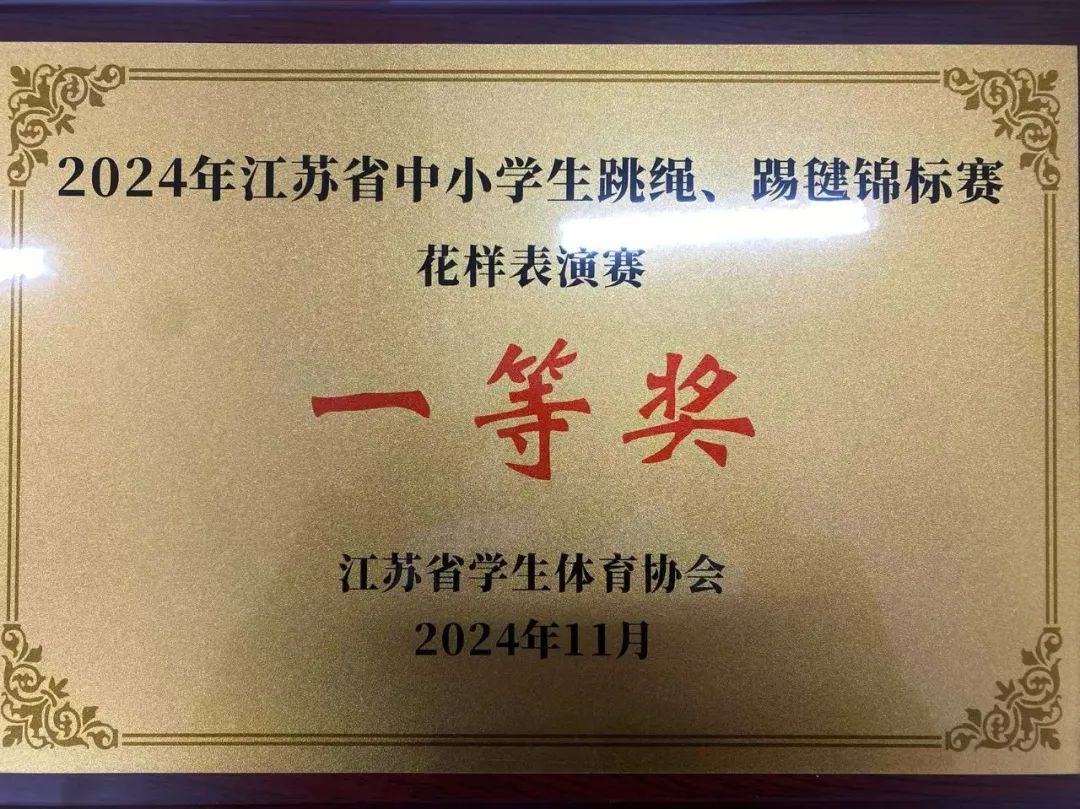 2024年江苏省中小学生跳绳、踢毽锦标赛
花样表演赛
一等奖
江苏省学生体育协会
2024年11月